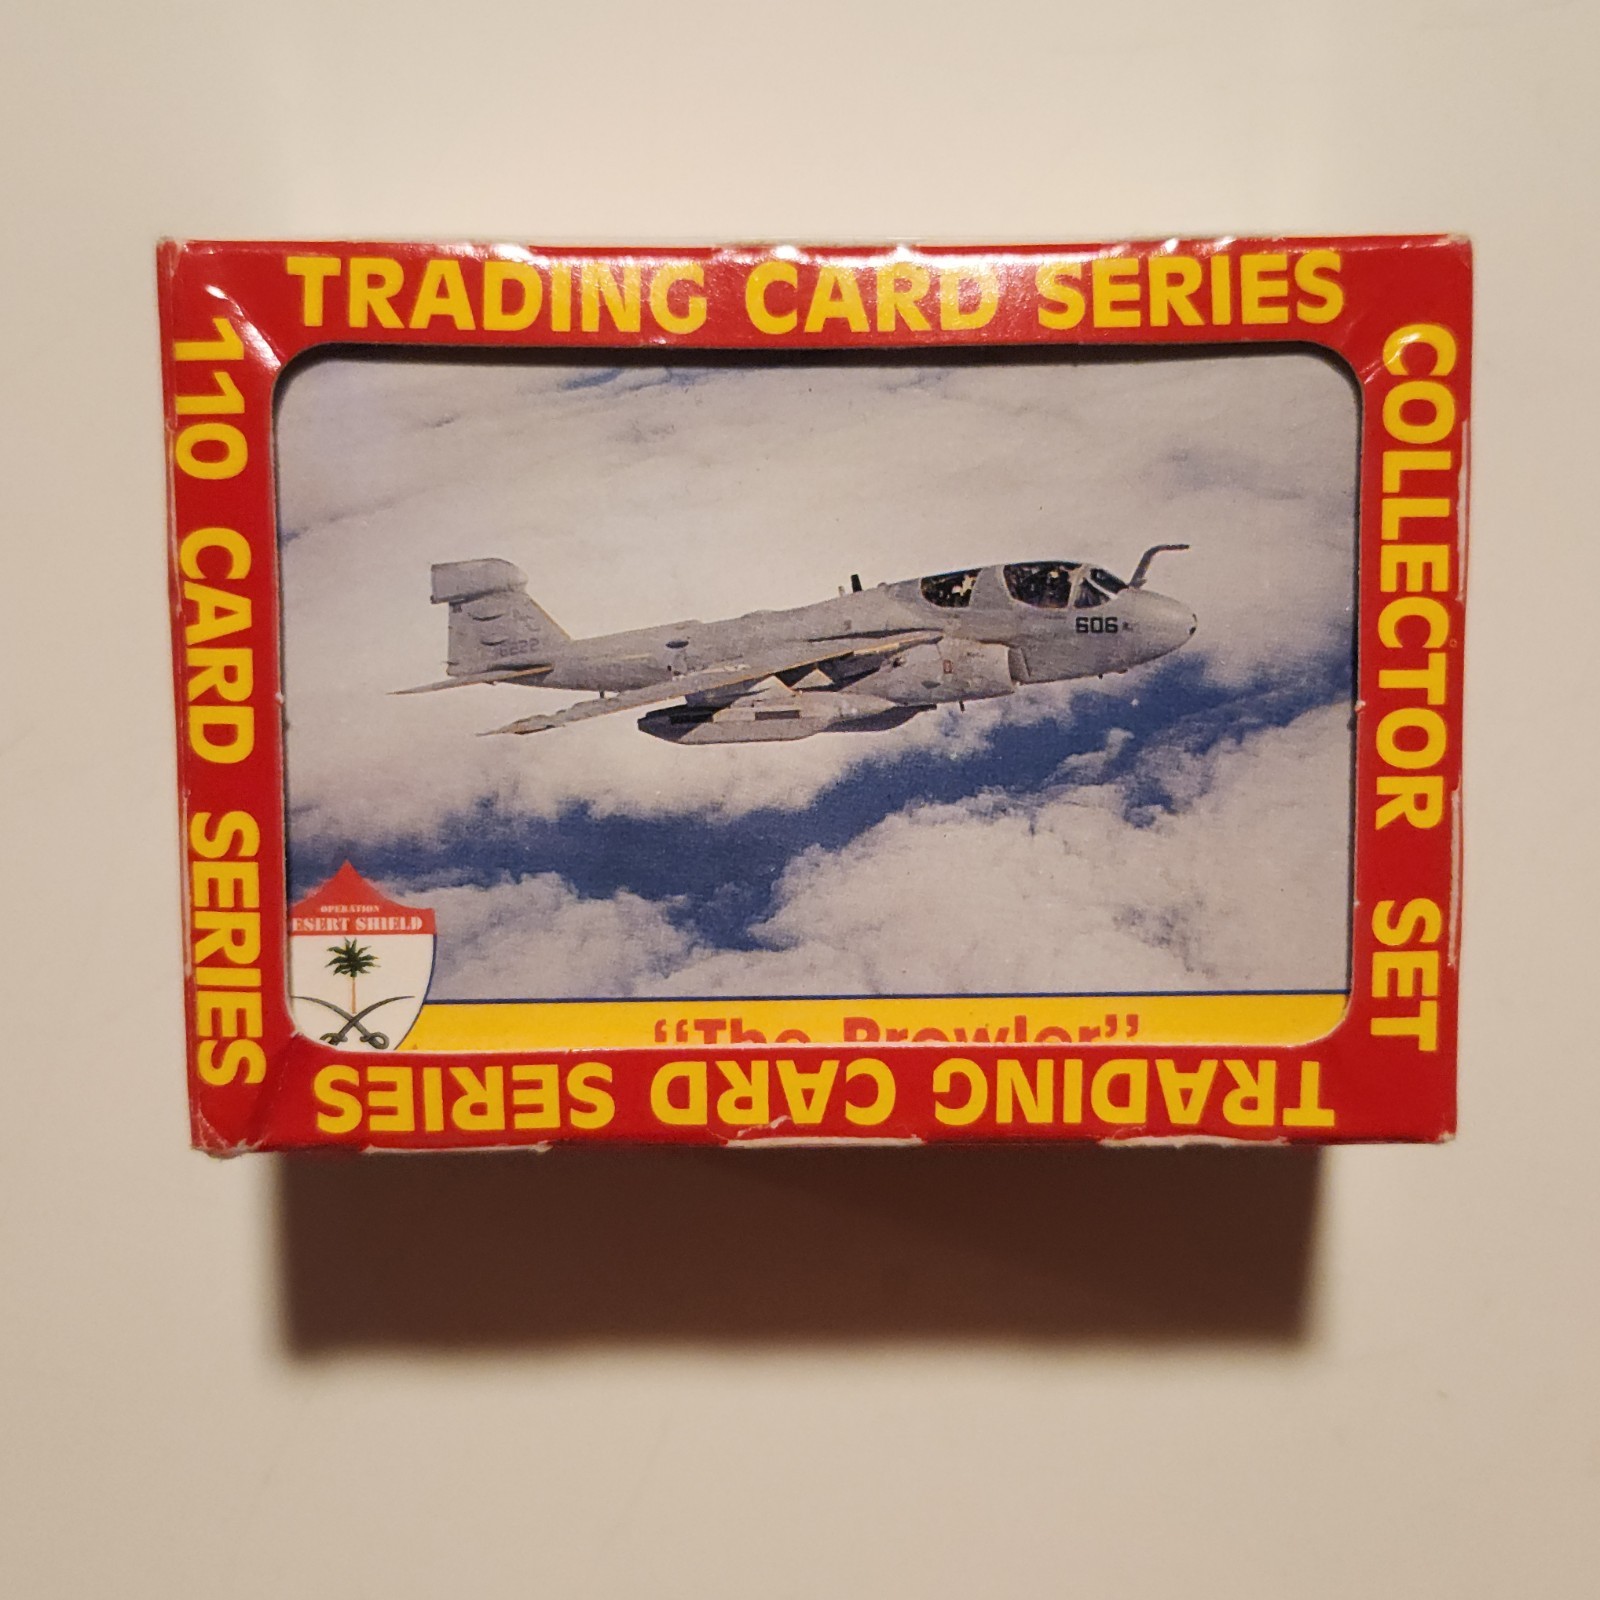 TRADING CARD SERIES
110 CARD SERIES
COLLECTOR SET
606
OPERATION
ESERT SHIELD
"The Prowler"
TRADING CARD SERIES